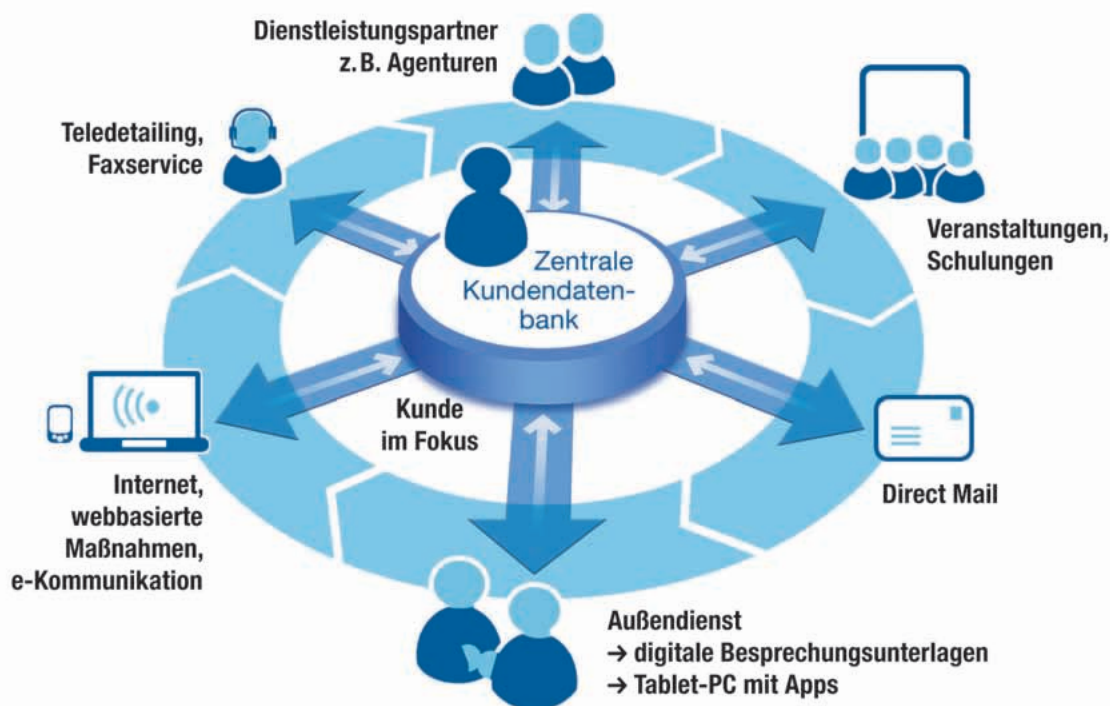 Dienstleistungspartner
z. B. Agenturen
Teledetailing,
Faxservice
Veranstaltungen,
Schulungen
Zentrale
Kundendaten-
bank
Kunde
im Fokus
Internet,
webbasierte
Maßnahmen,
e-Kommunikation
Direct Mail
Außendienst
→ digitale Besprechungsunterlagen
→ Tablet-PC mit Apps